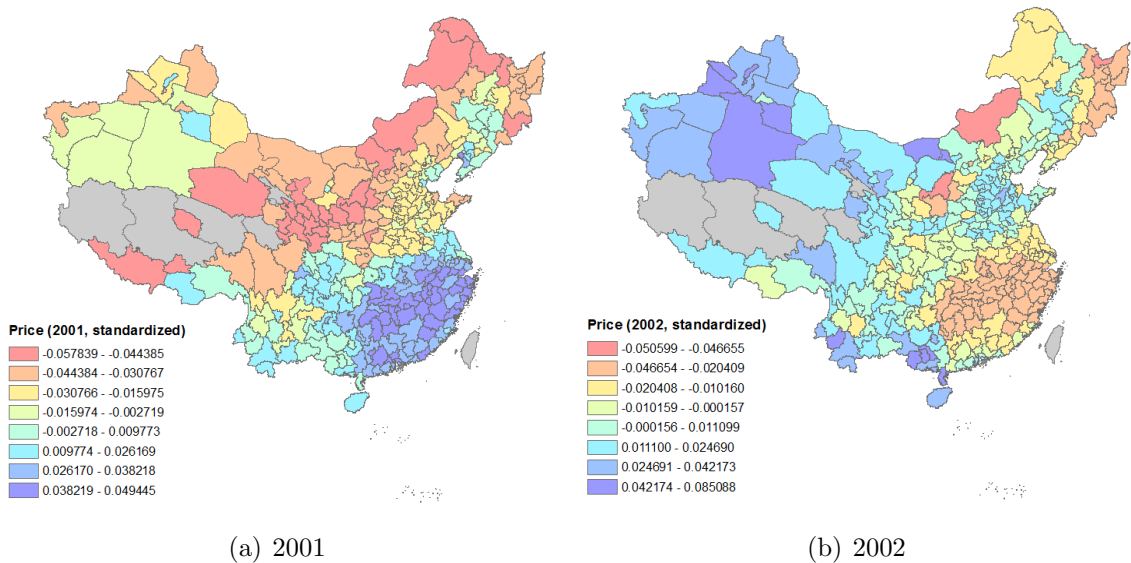 Price (2001, standardized)
-0.057839 - -0.044385
-0.044384 - -0.030767
-0.030766 - -0.015975
-0.015974 - -0.002719
-0.002718 - 0.009773
0.009774 - 0.026169
0.026170 - 0.038218
0.038219 - 0.049445
(a) 2001
Price (2002, standardized)
-0.050599 - -0.046655
-0.046654 - -0.020409
-0.020408 - -0.010160
-0.010159 - -0.000157
-0.000156 - 0.011099
0.011100 - 0.024690
0.024691 - 0.042173
0.042174 - 0.085088
(b) 2002